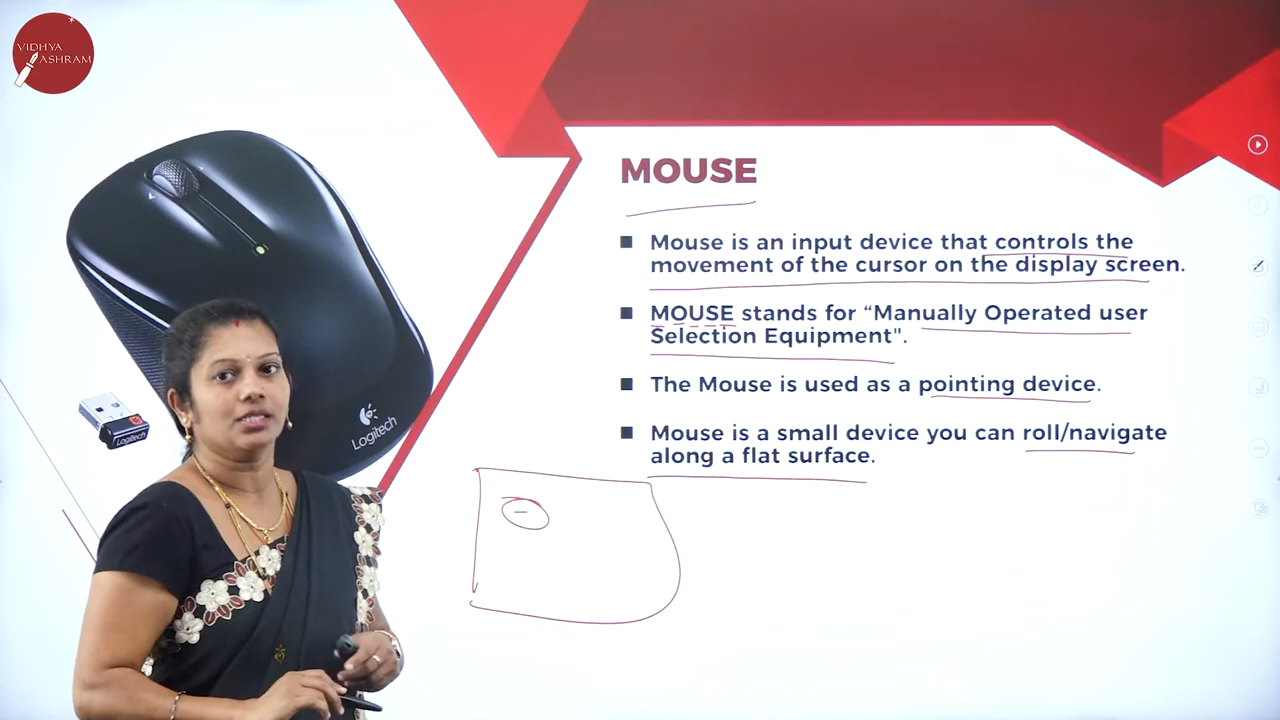 VIDHYA
ASHRAM
MOUSE
Mouse is an input device that controls the
movement of the cursor on the display screen.
MOUSE stands for “Manually Operated user
Selection Equipment".
The Mouse is used as a pointing device.
Mouse is a small device you can roll/navigate
along a flat surface.
Logitech
Logitech